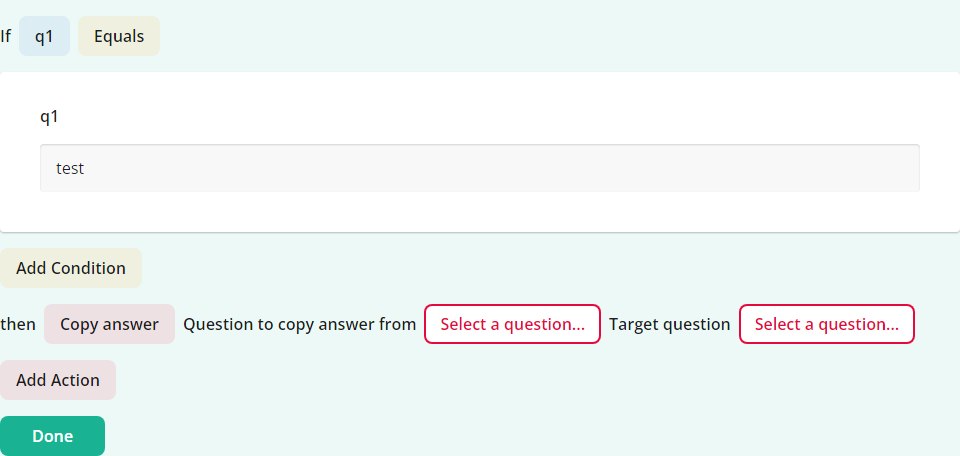 If q1 Equals
q1
test
Add Condition
then Copy answer Question to copy answer from Select a question... Target question Select a question...
Add Action
Done